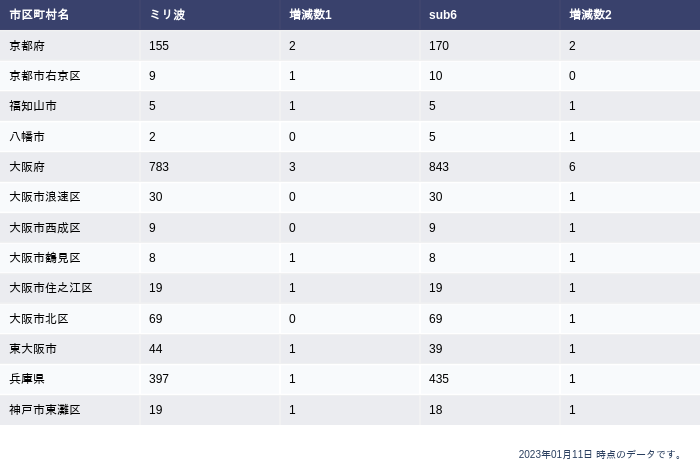 市区町村名 ミリ波 増減数1 sub6 増減数2
京都府 155 2 170 2
京都市右京区 9 1 10 0
福知山市 5 1 5 1
八幡市 2 0 5 1
大阪府 783 3 843 6
大阪市浪速区 30 0 30 1
大阪市西成区 9 0 9 1
大阪市鶴見区 8 1 8 1
大阪市住之江区 19 1 19 1
大阪市北区 69 0 69 1
東大阪市 44 1 39 1
兵庫県 397 1 435 1
神戸市東灘区 19 1 18 1
2023年01月11日 時点のデータです。